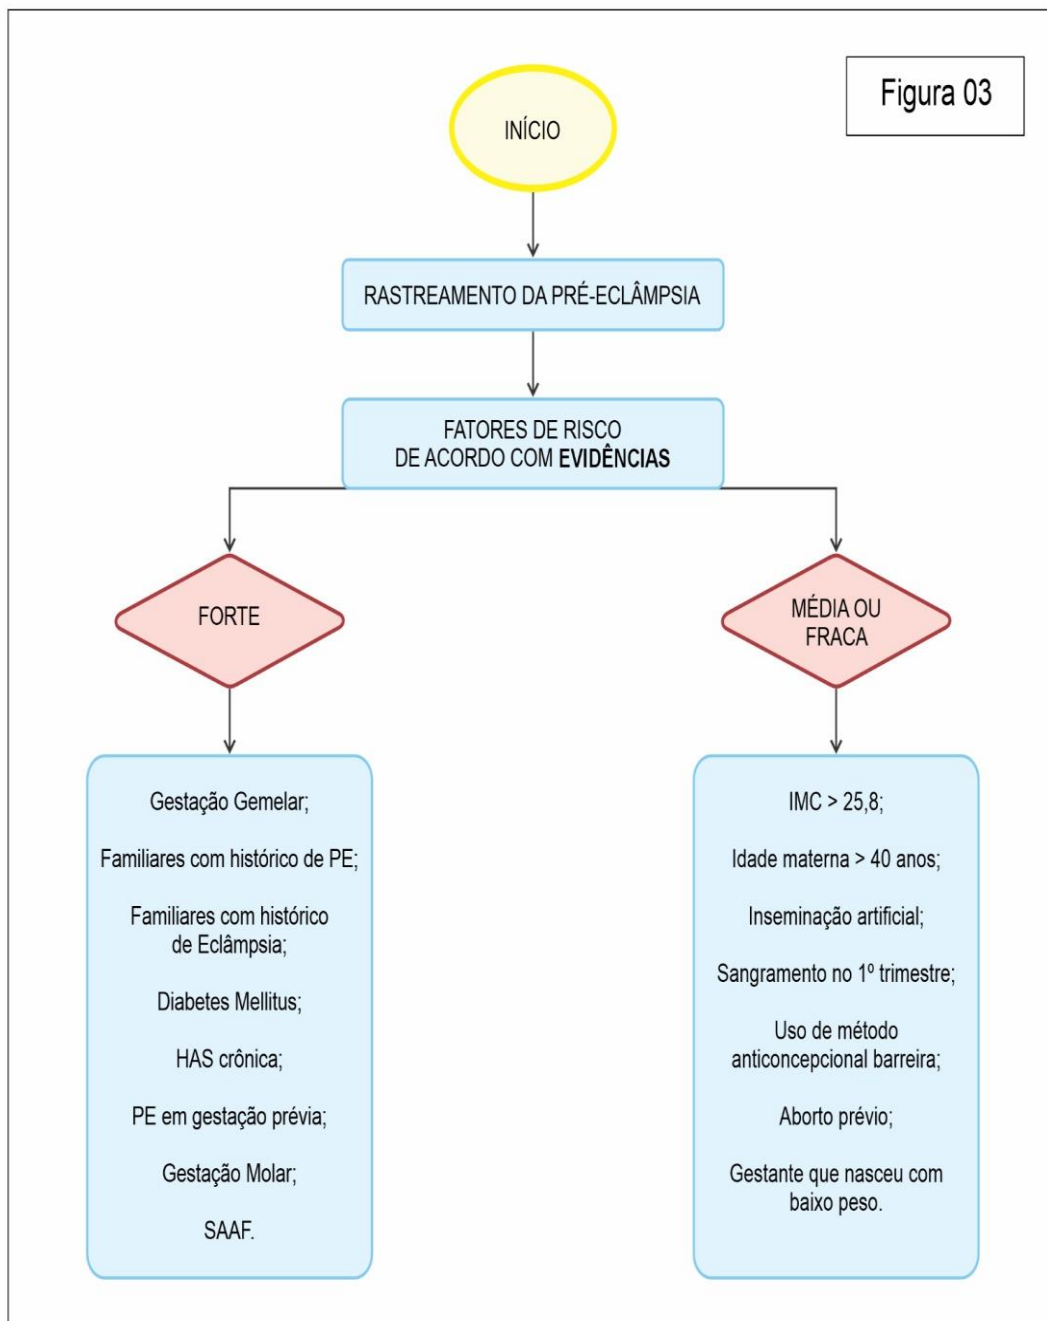 Figura 03
INÍCIO
RASTREAMENTO DA PRÉ-ECLÂMPSIA
FATORES DE RISCO
DE ACORDO COM EVIDÊNCIAS
FORTE
MÉDIA OU
FRACA
Gestação Gemelar;
Familiares com histórico de PE;
Familiares com histórico
de Eclâmpsia;
Diabetes Mellitus;
HAS crônica;
PE em gestação prévia;
Gestação Molar;
SAAF.
IMC > 25,8;
Idade materna > 40 anos;
Inseminação artificial;
Sangramento no 1º trimestre;
Uso de método
anticoncepcional barreira;
Aborto prévio;
Gestante que nasceu com
baixo peso.